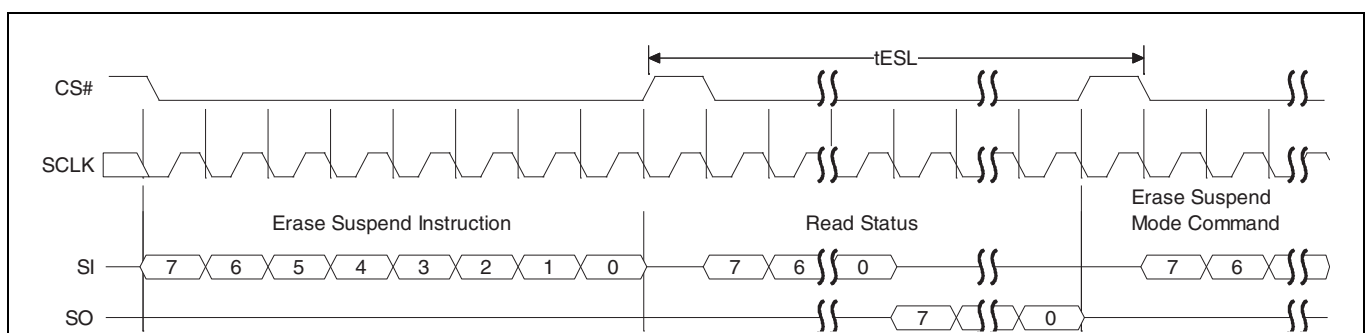 tESL
CS#
SCLK
Erase Suspend Instruction
Read Status
Erase Suspend
Mode Command
SI 7 6 5 4 3 2 1 0 7 6 0 7 6
SO 7 0